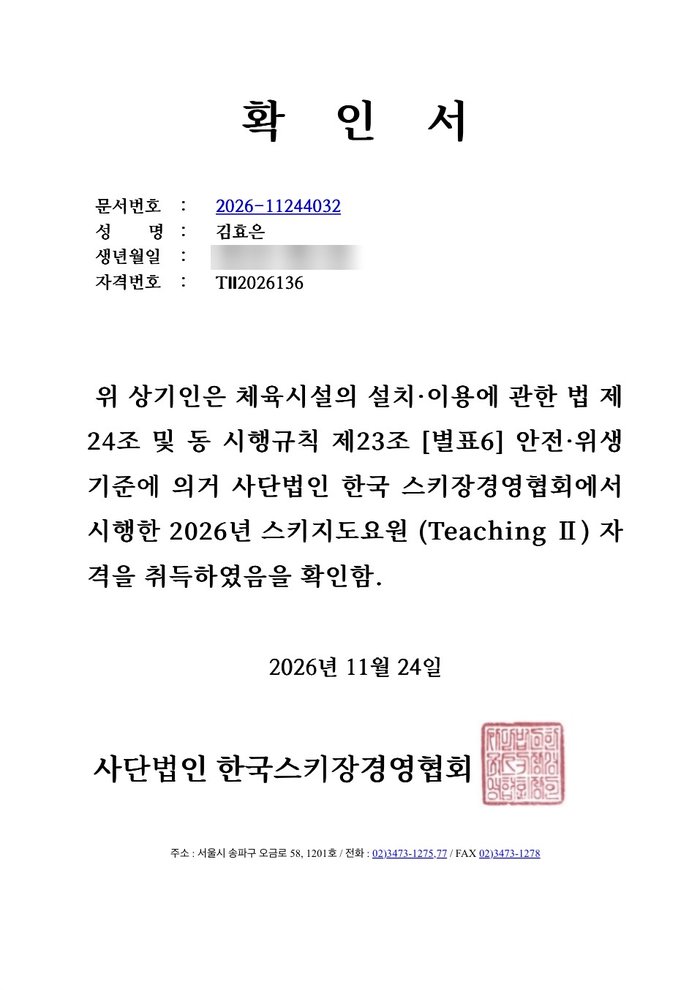 확 인 서
문서번호 : 2026-11244032
성 명 : 김효은
생년월일 :
자격번호 : TⅡ2026136
위 상기인은 체육시설의 설치·이용에 관한 법 제
24조 및 동 시행규칙 제23조 [별표6] 안전·위생
기준에 의거 사단법인 한국 스키장경영협회에서
시행한 2026년 스키지도요원 (Teaching Ⅱ) 자
격을 취득하였음을 확인함.
2026년 11월 24일
사단법인 한국스키장경영협회
주소 : 서울시 송파구 오금로 58, 1201호 / 전화 : 02)3473-1275,77 / FAX 02)3473-1278